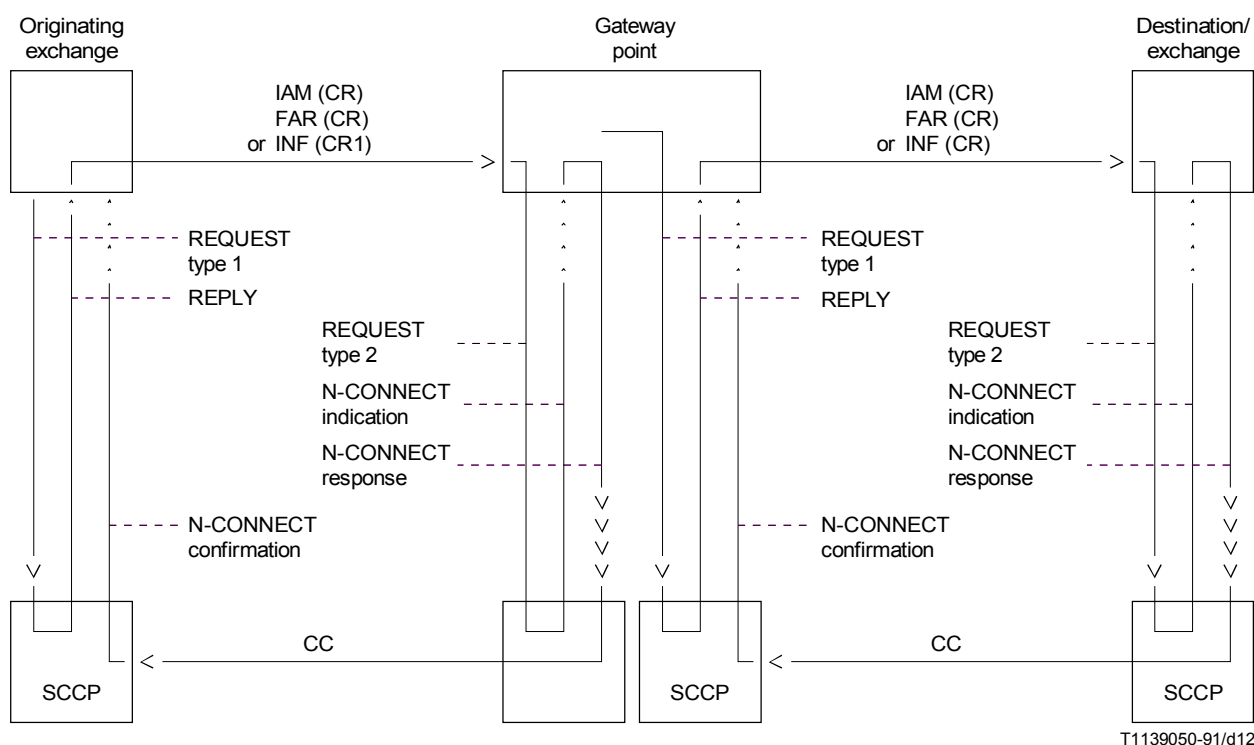 Originating
exchange
Gateway
point
Destination/
exchange
IAM (CR)
FAR (CR)
or INF (CR1)
IAM (CR)
FAR (CR)
or INF (CR)
REQUEST
type 1
REPLY
REQUEST
type 1
REPLY
REQUEST
type 2
N-CONNECT
indication
N-CONNECT
response
REQUEST
type 2
N-CONNECT
indication
N-CONNECT
response
N-CONNECT
confirmation
N-CONNECT
confirmation
CC
CC
SCCP
SCCP
SCCP
T1139050-91/d12